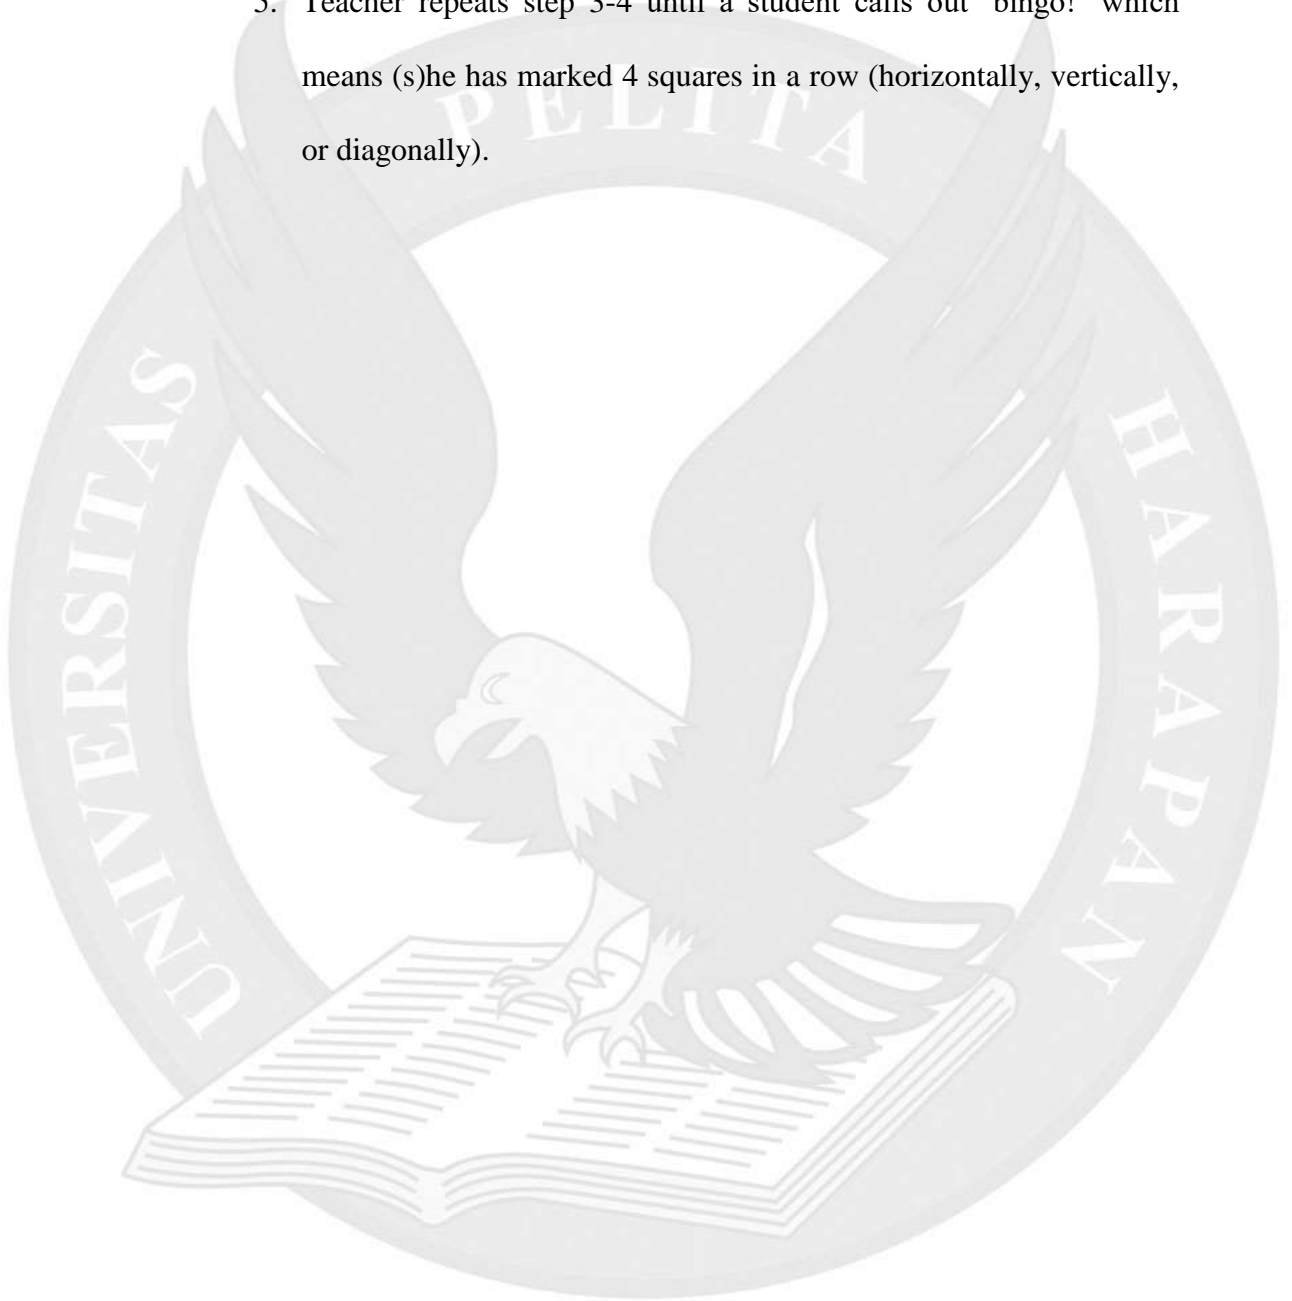 5. Teacher repeats step 3-4 until a student calls out "bingo!" which
means (s)he has marked 4 squares in a row (horizontally, vertically,
or diagonally).
UNIVERSITAS PELITA HARAPAN